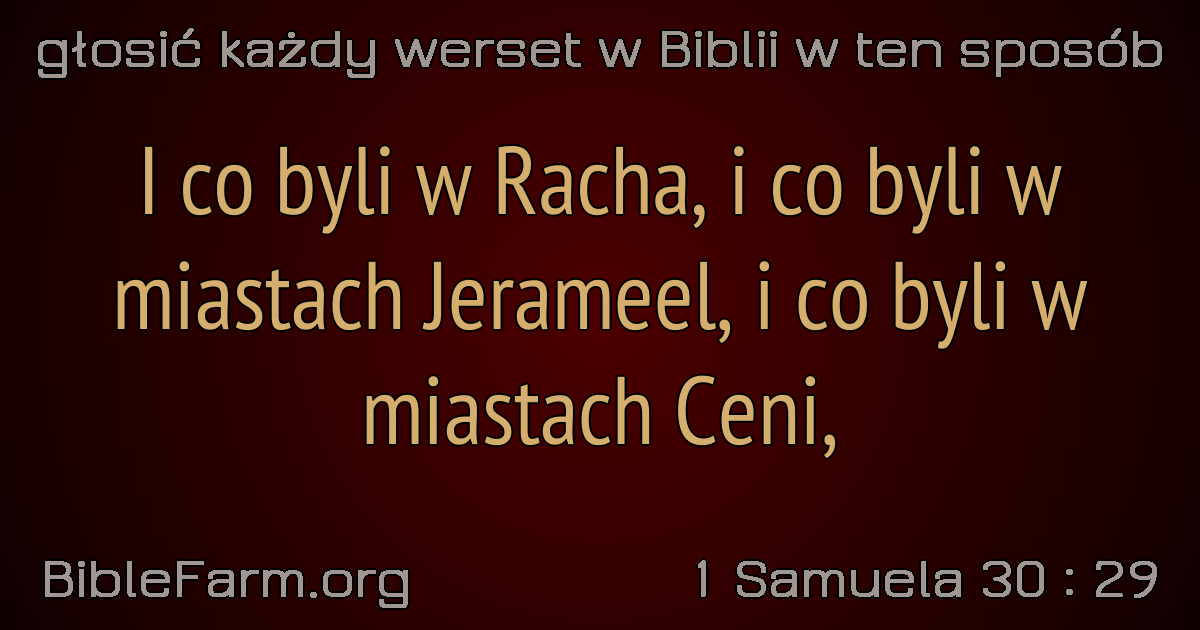 głosić każdy werset w Biblii w ten sposób
I co byli w Racha, i co byli w
miastach Jerameel, i co byli w
miastach Ceni,
BibleFarm.org
1 Samuela 30 : 29